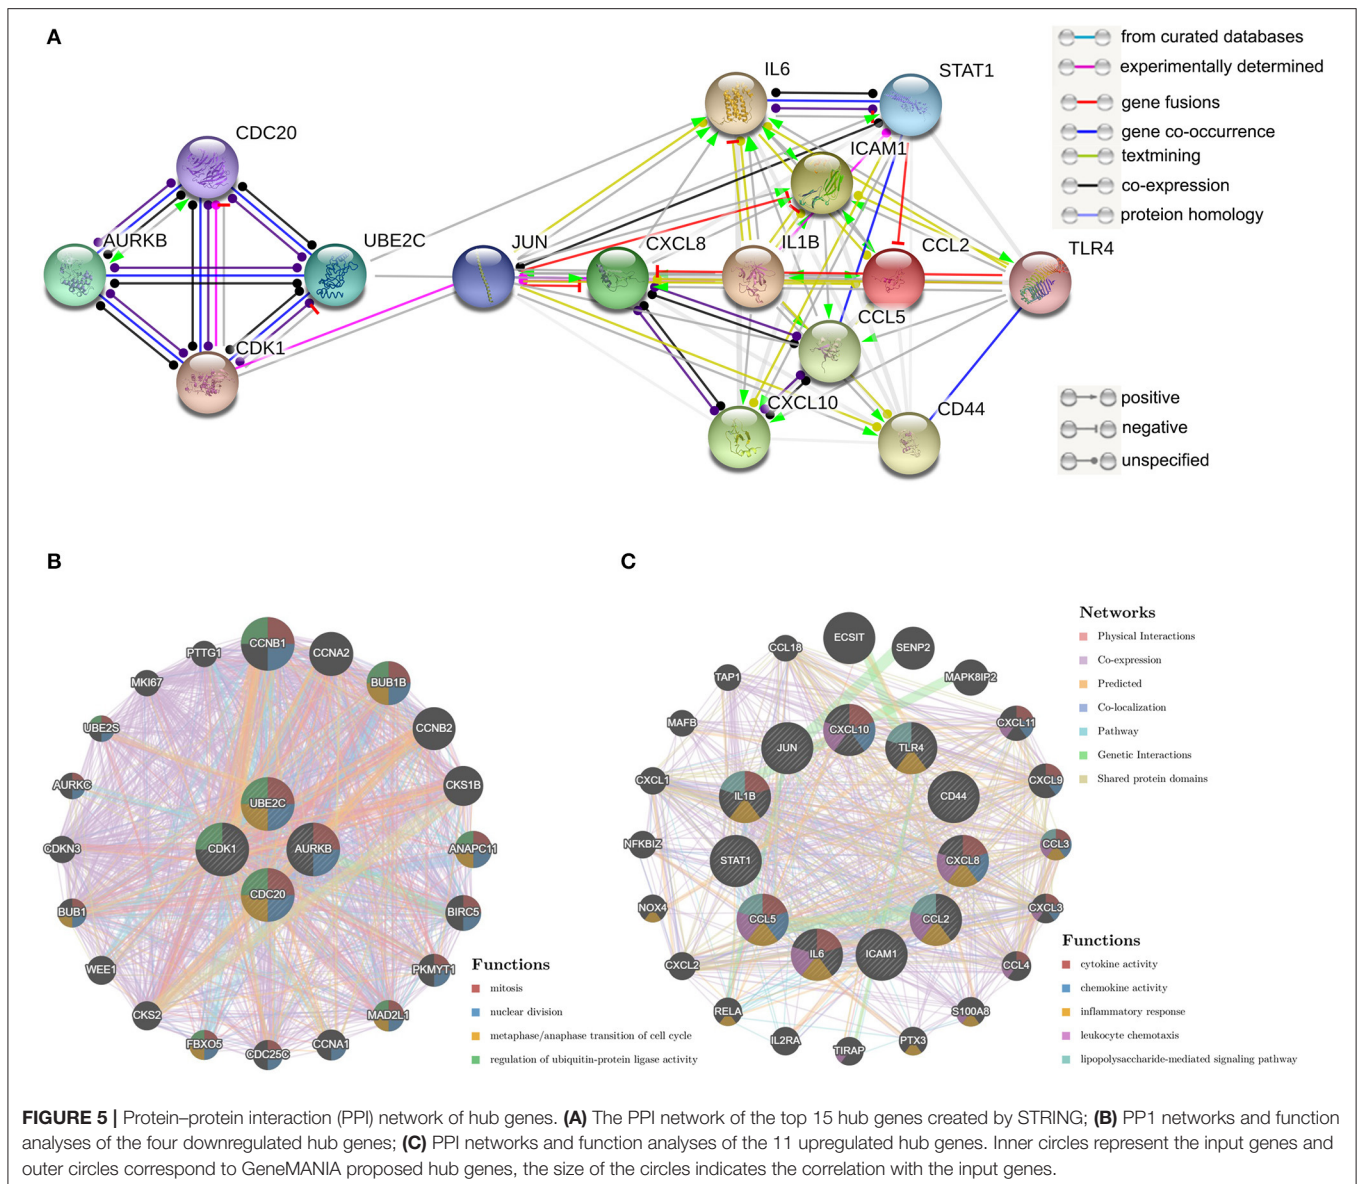 A
IL6
STAT1
CDC20
ICAM1
AURKB
UBE2C
JUN
CXCL8
IL1B
CCL2
TLR4
CCL5
CDK1
CXCL10
CD44
from curated databases
experimentally determined
gene fusions
gene co-occurrence
textmining
co-expression
proteion homology
positive
negative
unspecified
B
CCNB1
CCNA2
PTTG1
BUB1B
MKI67
CCNB2
UBE2S
CKS1B
AURKC
UBE2C
CDKN3
CDK1
AURKB
ANAPC11
CDC20
BUB1
BIRC5
WEE1
PKMYT1
CKS2
MAD2L1
FBXO5
CDC25C
CCNA1
Functions
mitosis
nuclear division
metaphase/anaphase transition of cell cycle
regulation of ubiquitin-protein ligase activity
C
ECSIT
CCL18
SENP2
TAP1
MAPK8IP2
MAFB
CXCL10
CXCL11
JUN
TLR4
CXCL1
IL1B
CD44
CXCL9
NFKBIZ
STAT1
CXCL8
CCL3
NOX4
CCL5
CCL2
CXCL3
CXCL2
IL6
ICAM1
CCL4
RELA
S100A8
IL2RA
TIRAP
PTX3
Networks
Physical Interactions
Co-expression
Predicted
Co-localization
Pathway
Genetic Interactions
Shared protein domains
Functions
cytokine activity
chemokine activity
inflammatory response
leukocyte chemotaxis
lipopolysaccharide-mediated signaling pathway
FIGURE 5 | Protein–protein interaction (PPI) network of hub genes. (A) The PPI network of the top 15 hub genes created by STRING; (B) PP1 networks and function
analyses of the four downregulated hub genes; (C) PPI networks and function analyses of the 11 upregulated hub genes. Inner circles represent the input genes and
outer circles correspond to GeneMANIA proposed hub genes, the size of the circles indicates the correlation with the input genes.